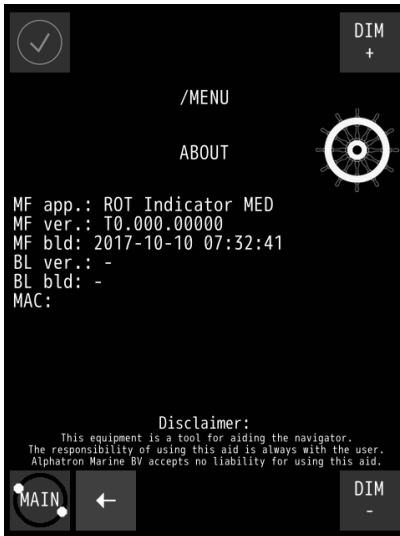 DIM
+
/MENU
ABOUT
MF app.: ROT Indicator MED
MF ver.: T0.000.00000
MF bld: 2017-10-10 07:32:41
BL ver.: -
BL bld: -
MAC:
Disclaimer:
This equipment is a tool for aiding the navigator.
The responsibility of using this aid is always with the user.
Alphatron Marine BV accepts no liability for using this aid.
MAIN
DIM
-